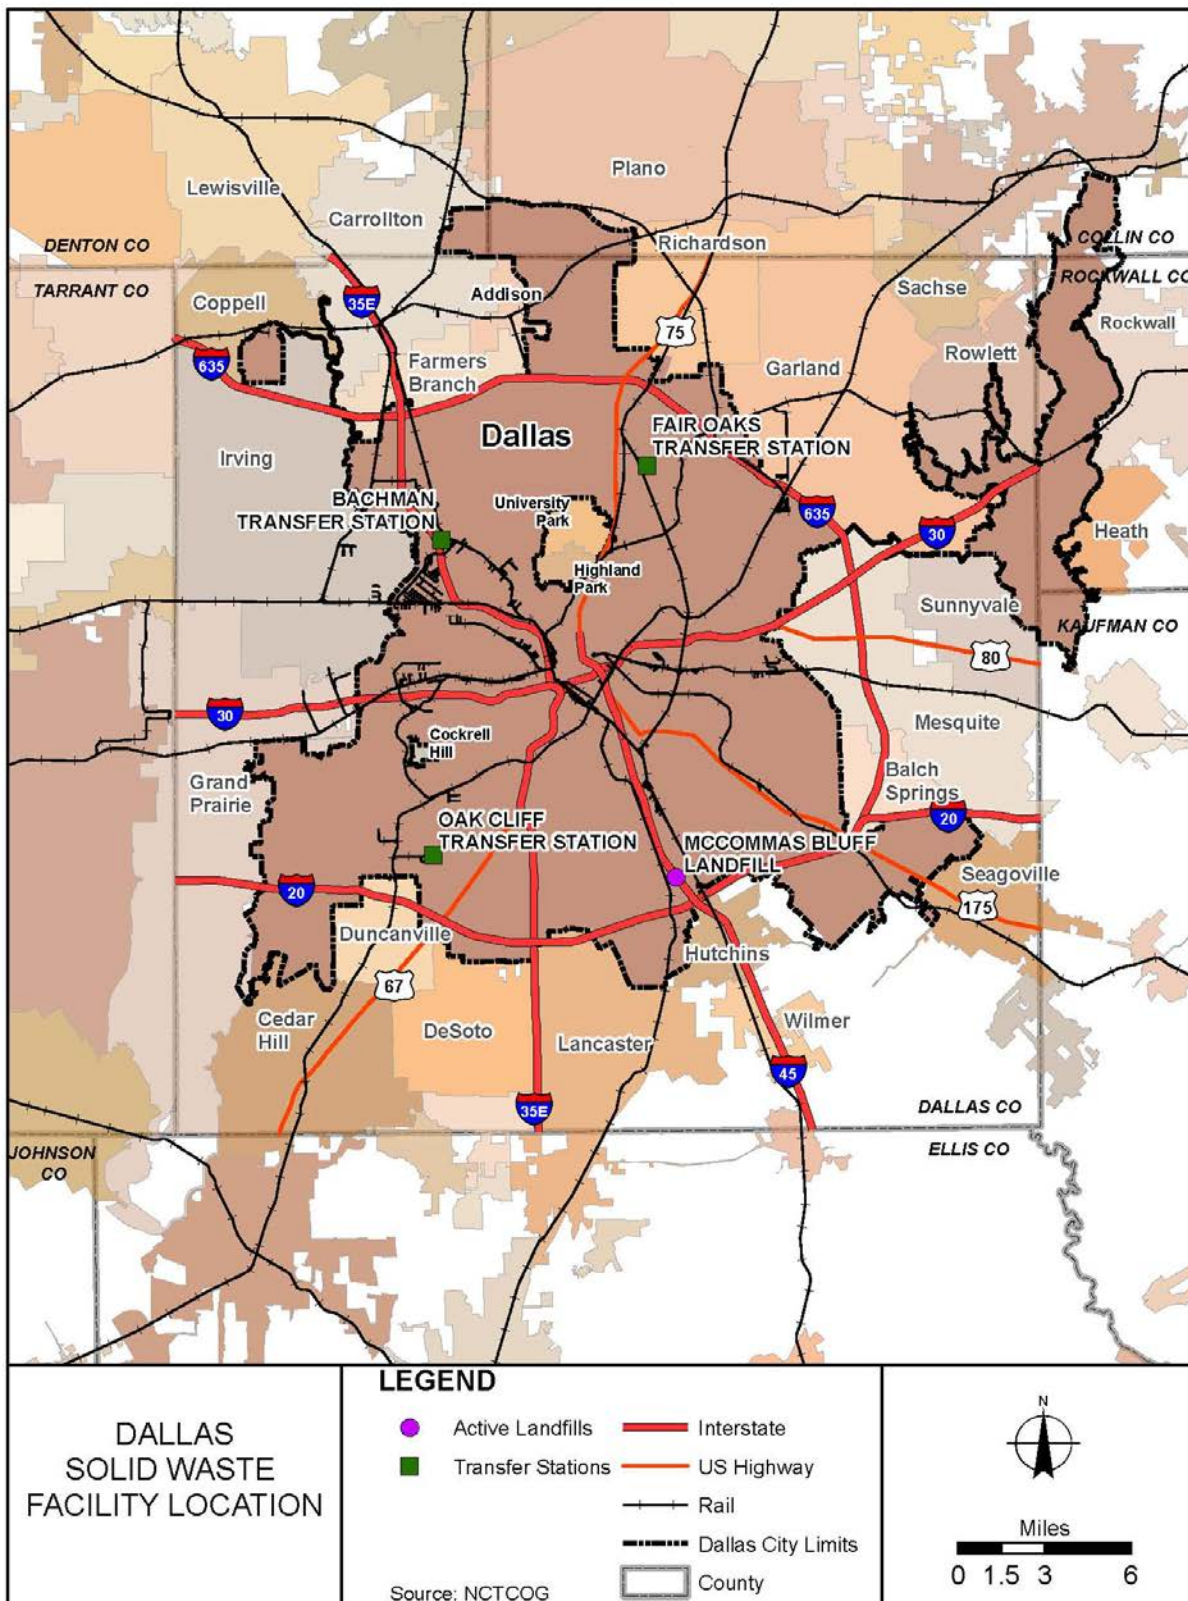 Plano
Lewisville
Carrollton
Richardson
DENTON CO
COLLIN CO
TARRANT CO
ROCKWALL CO
Coppell
35E
Addison
Sachse
75
Rockwall
635
Farmers
Branch
Garland
Rowlett
Dallas
FAIR OAKS
TRANSFER STATION
Irving
BACHMAN
TRANSFER STATION
University
Park
635
30
Heath
Highland
Park
Sunnyvale
KAUFMAN CO
80
30
Cockrell
Hill
Mesquite
Grand
Prairie
Balch
Springs
20
OAK CLIFF
TRANSFER STATION
MCCOMMAS BLUFF
LANDFILL
Seagoville
20
175
Duncanville
Hutchins
67
Cedar
Hill
DeSoto
Lancaster
Wilmer
45
35E
DALLAS CO
ELLIS CO
JOHNSON
CO
DALLAS
SOLID WASTE
FACILITY LOCATION
LEGEND
Active Landfills
Transfer Stations
Interstate
US Highway
Rail
Dallas City Limits
County
Source: NCTCOG
N
Miles
0 1.5 3 6